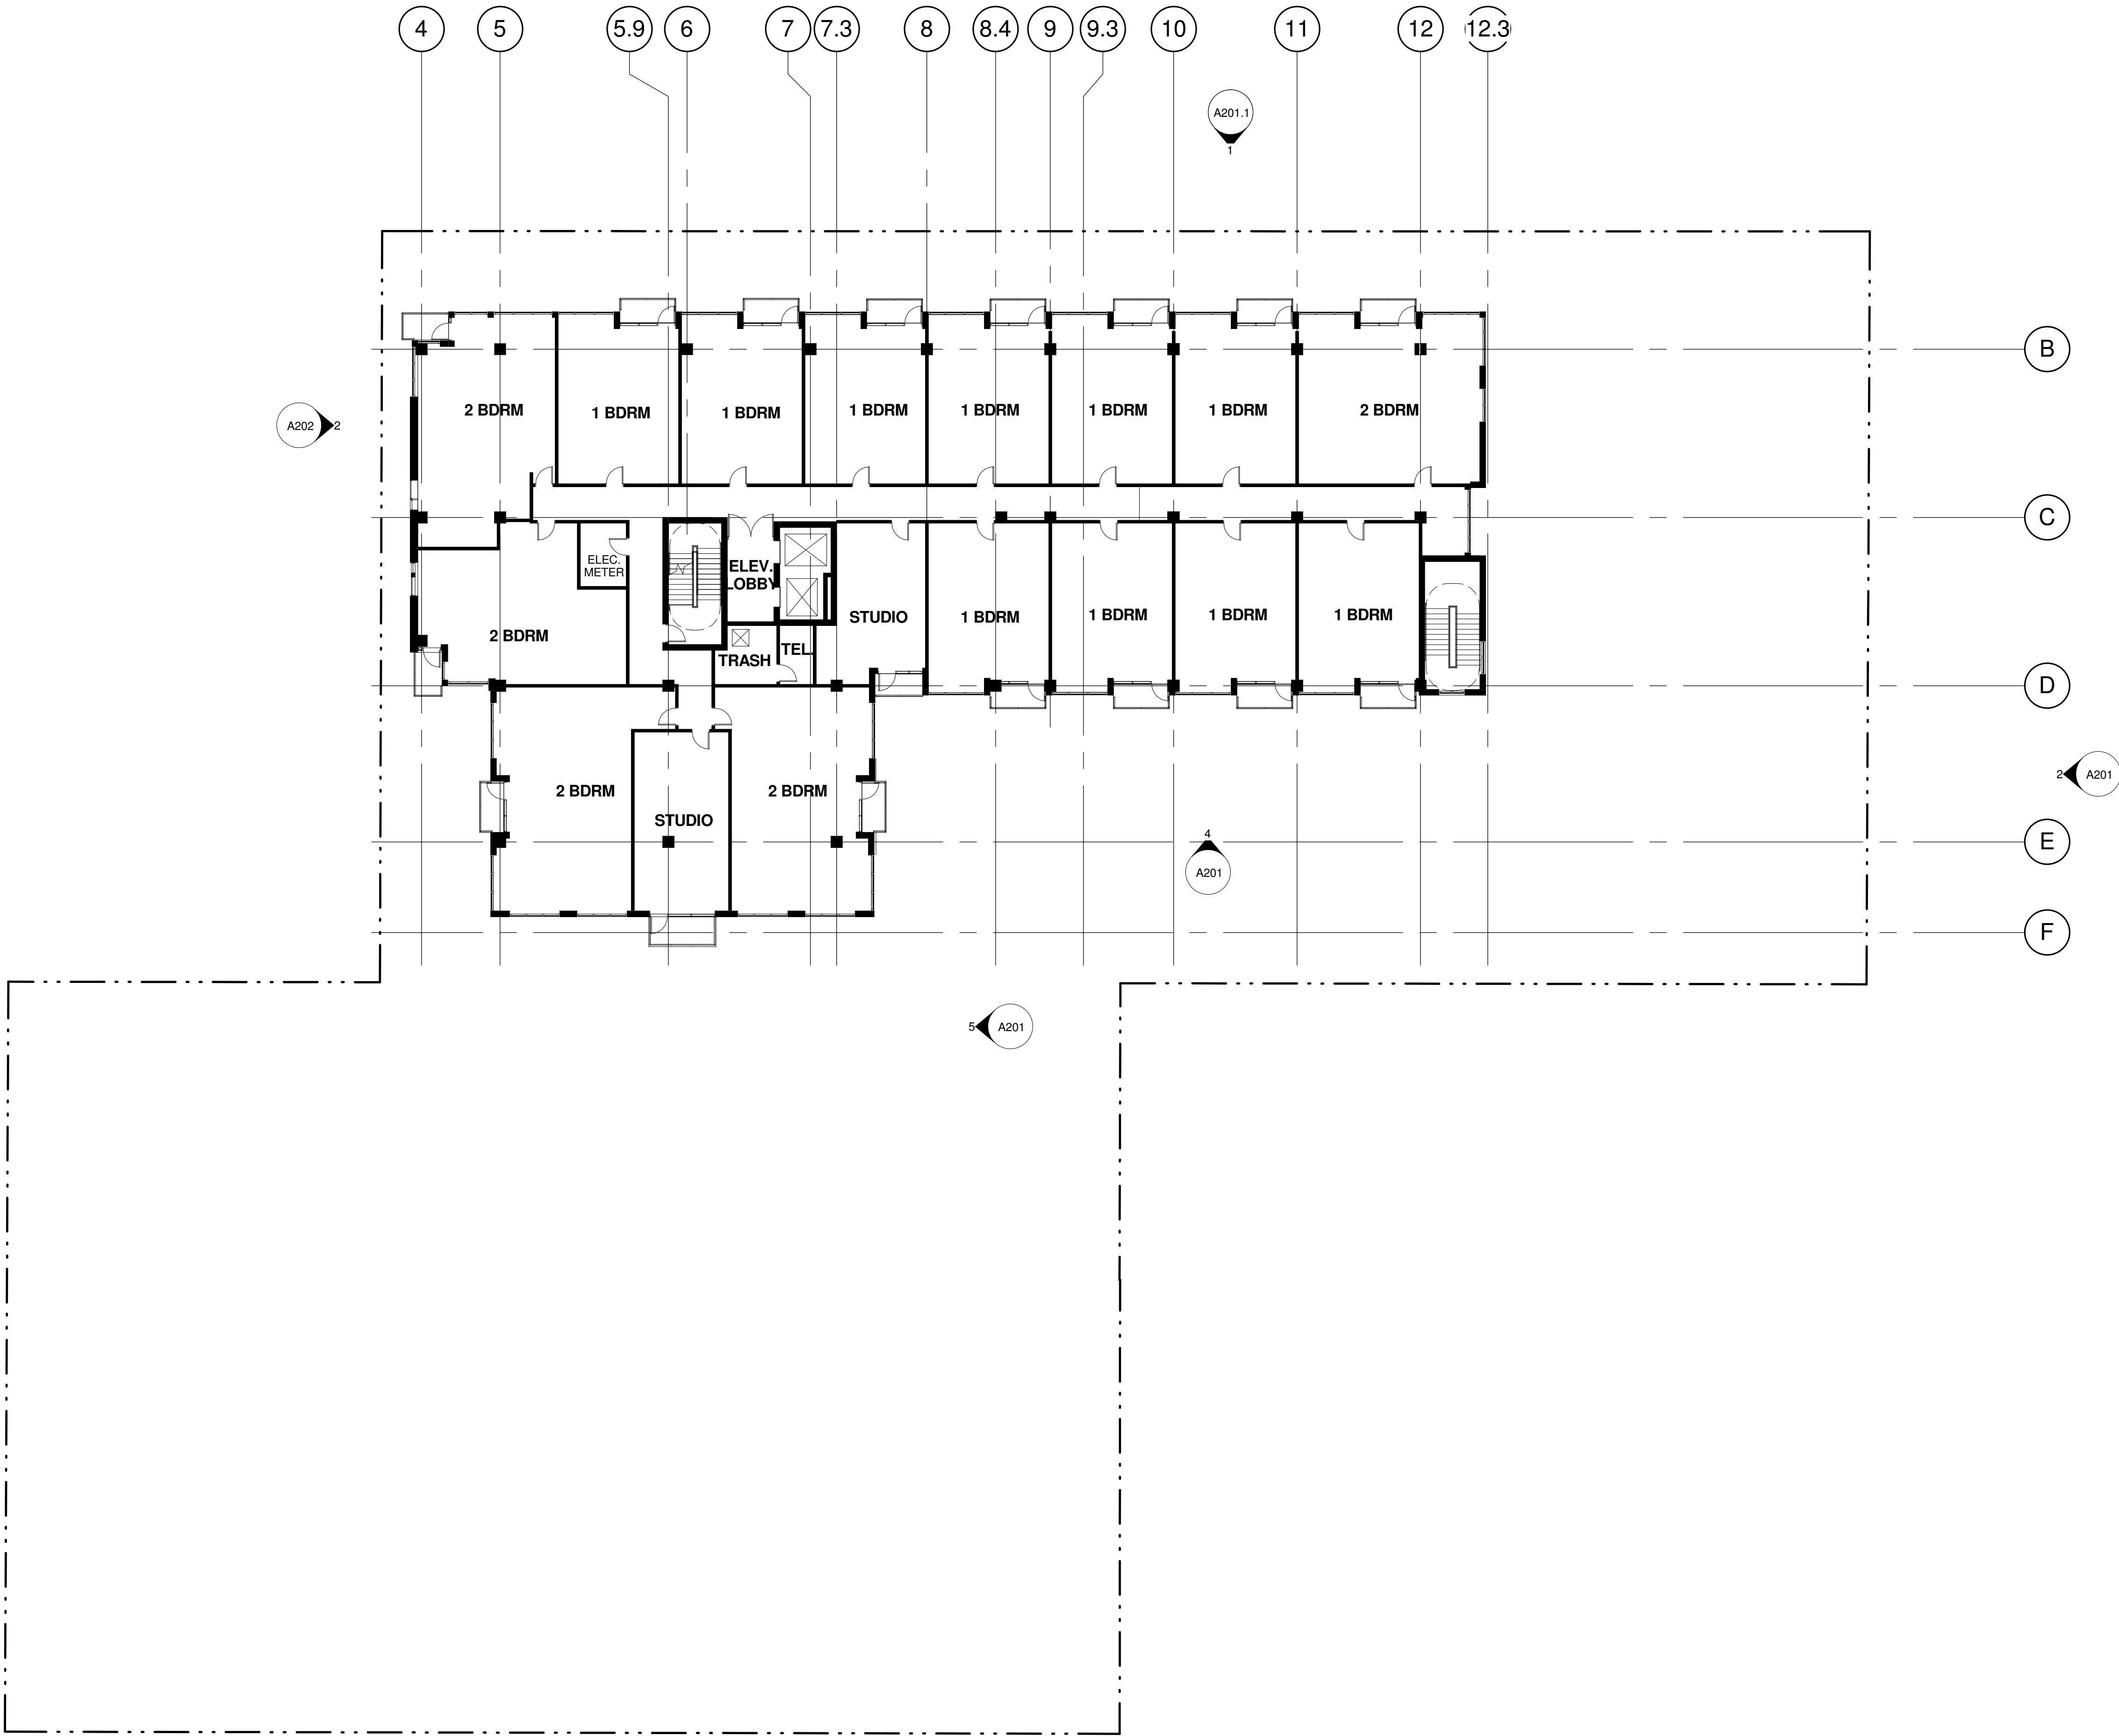 4
5
5.9
6
7
7.3
8
8.4
9
9.3
10
11
12
12.3
A201.1
1
B
2 BDRM
1 BDRM
1 BDRM
1 BDRM
1 BDRM
1 BDRM
1 BDRM
2 BDRM
A202
2
C
ELEC.
METER
ELEV.
LOBBY
2 BDRM
STUDIO
1 BDRM
1 BDRM
1 BDRM
1 BDRM
TRASH
TEL.
D
2 BDRM
STUDIO
2 BDRM
2
A201
4
A201
E
F
5
A201